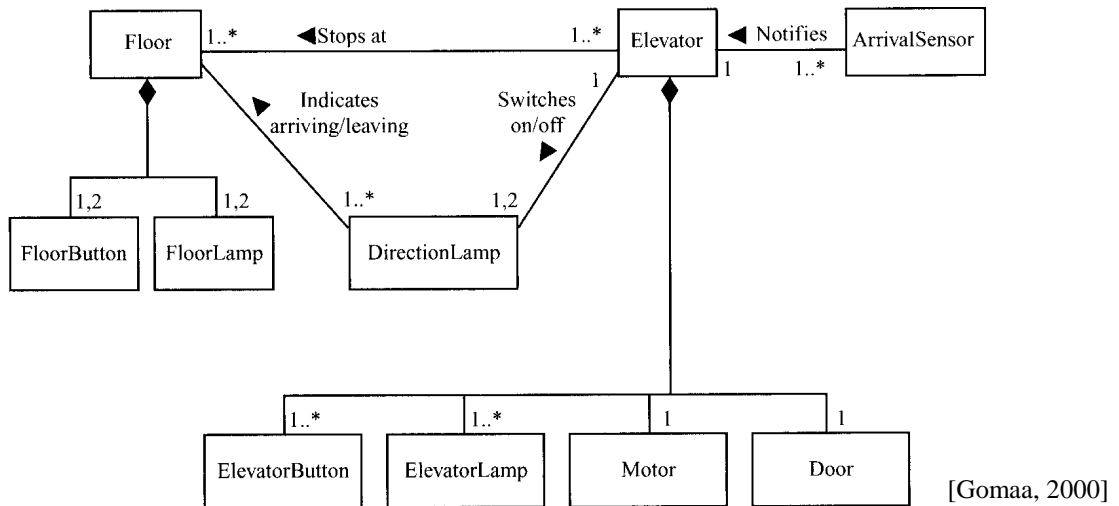 Floor
1..*
Stops at
1..*
Elevator
Notifies
1
1..*
ArrivalSensor
Indicates
arriving/leaving
1
Switches
on/off
1,2
1,2
1..*
1,2
FloorButton
FloorLamp
DirectionLamp
1..*
1..*
1
1
ElevatorButton
ElevatorLamp
Motor
Door
[Gomaa, 2000]